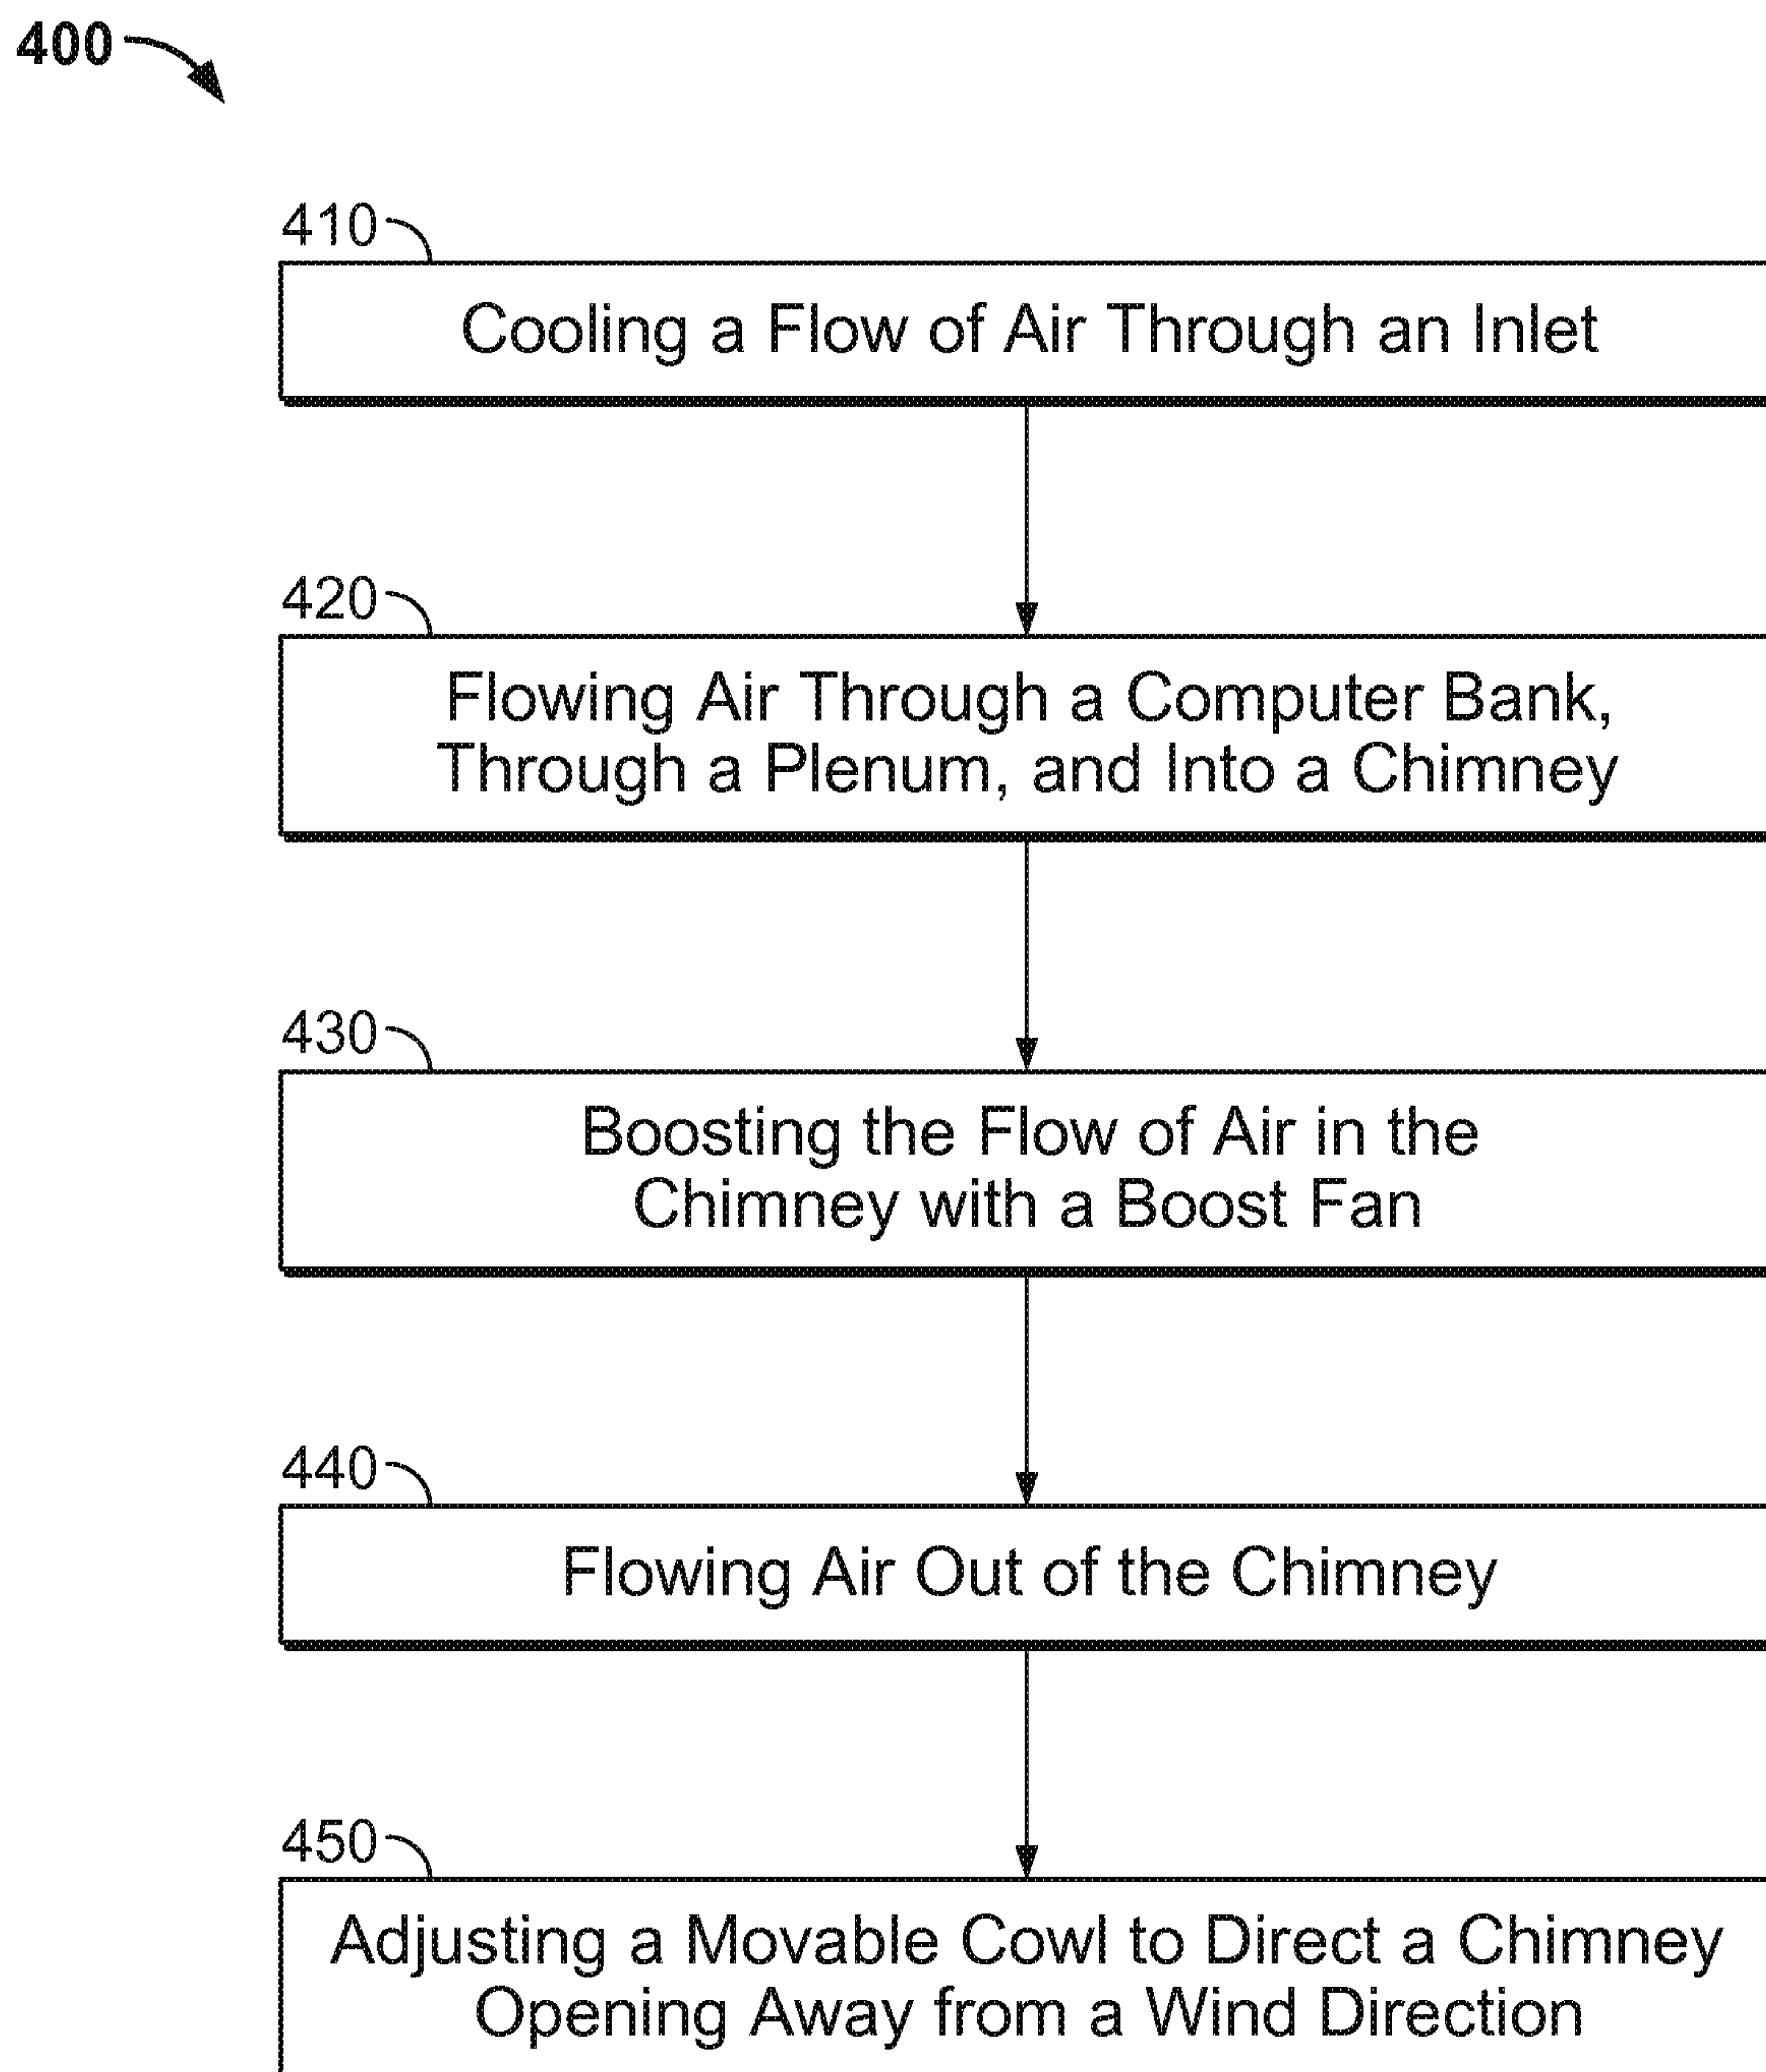 400
410
Cooling a Flow of Air Through an Inlet
420
Flowing Air Through a Computer Bank,
Through a Plenum, and Into a Chimney
430
Boosting the Flow of Air in the
Chimney with a Boost Fan
440
Flowing Air Out of the Chimney
450
Adjusting a Movable Cowl to Direct a Chimney
Opening Away from a Wind Direction